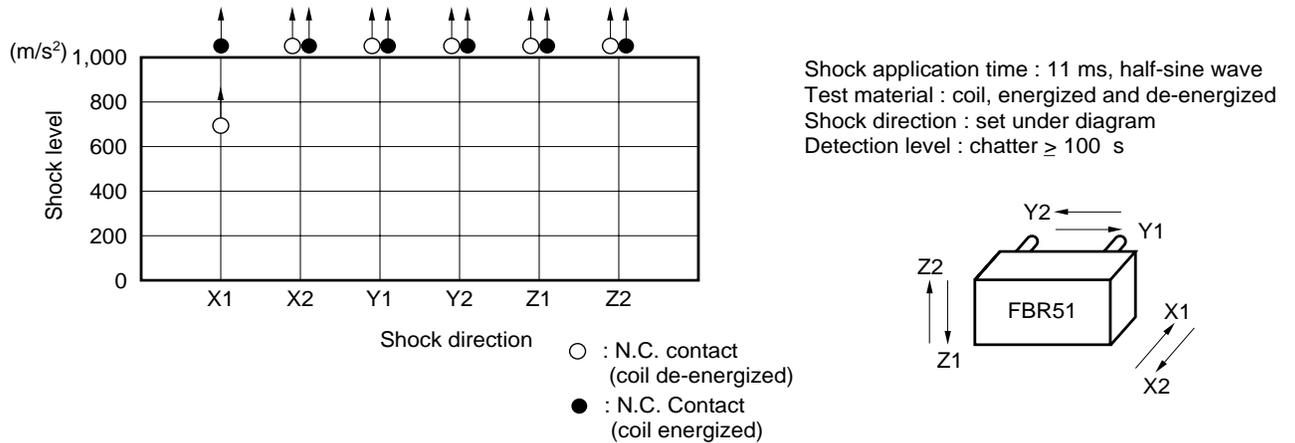 (m/s²) 1,000
800
600
400
200
0
Shock level
X1 X2 Y1 Y2 Z1 Z2
Shock direction
: N.C. contact
(coil de-energized)
: N.C. Contact
(coil energized)
Shock application time : 11 ms, half-sine wave
Test material : coil, energized and de-energized
Shock direction : set under diagram
Detection level : chatter ≥ 100 s
Y2
Y1
Z2
FBR51
X1
Z1
X2